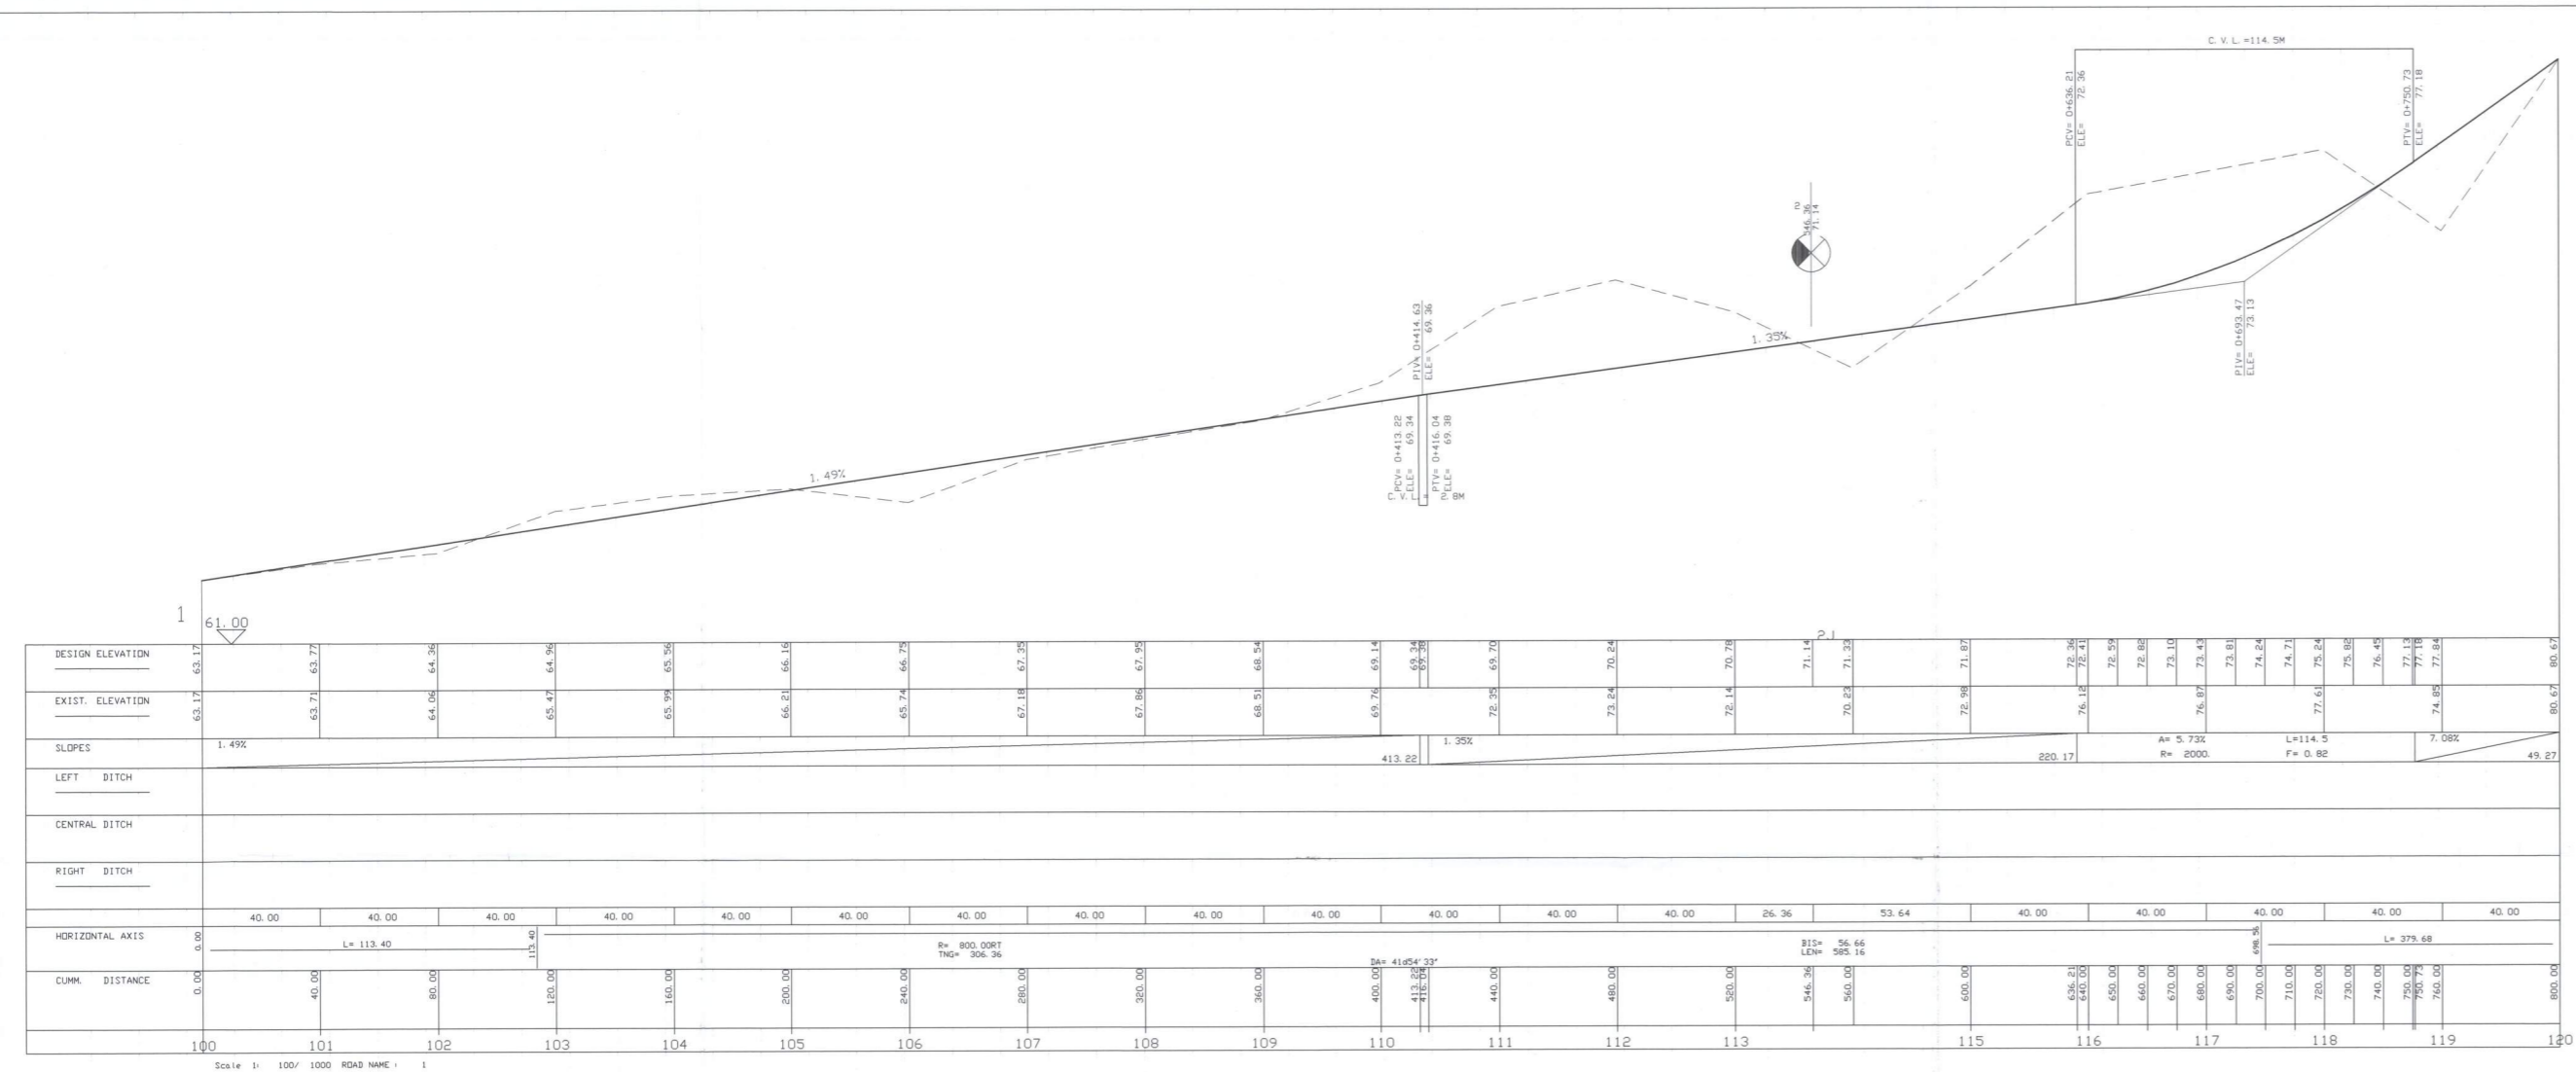 C. V. L. =114. 5M
PCV= 0+636. 21
ELE= 72. 36
PTV= 0+750. 73
ELE= 77. 18
2
546. 36
71. 14
PIV= 0+414. 63
ELE= 69. 36
1. 35%
PIV= 0+693. 47
ELE= 73. 13
PCV= 0+413. 22
ELE= 69. 34
PTV= 0+416. 04
ELE= 69. 38
C. V. L. = 2. 8M
1. 49%
1
61. 00
DESIGN ELEVATION 63. 17 63. 77 64. 36 64. 96 65. 56 66. 16 66. 75 67. 35 67. 95 68. 54 69. 14 69. 34 69. 38 69. 70 70. 24 70. 78 71. 14 71. 33 71. 87 72. 36 72. 41 72. 59 72. 82 73. 10 73. 43 73. 81 74. 24 74. 71 75. 24 75. 82 76. 45 77. 13 77. 18 77. 84 80. 67
EXIST. ELEVATION 63. 17 63. 71 64. 06 65. 47 65. 99 66. 21 65. 74 67. 18 67. 86 68. 51 69. 76 72. 35 73. 24 72. 14 70. 23 72. 98 76. 12 76. 87 77. 61 74. 85 80. 67
SLOPES 1. 49% 413. 22 1. 35% 220. 17 A= 5. 73% L=114. 5 7. 08%
R= 2000. F= 0. 82 49. 27
LEFT DITCH
CENTRAL DITCH
RIGHT DITCH
40. 00 40. 00 40. 00 40. 00 40. 00 40. 00 40. 00 40. 00 40. 00 40. 00 40. 00 40. 00 40. 00 26. 36 53. 64 40. 00 40. 00 40. 00 40. 00 40. 00
HORIZONTAL AXIS 0. 00 L= 113. 40 113. 40 R= 800. 00RT BIS= 56. 66 698. 56 L= 379. 68
TNG= 306. 36 LEN= 585. 16
DA= 41d54' 33"
CUMM. DISTANCE 0. 00 40. 00 80. 00 120. 00 160. 00 200. 00 240. 00 280. 00 320. 00 360. 00 400. 00 413. 22 416. 04 440. 00 480. 00 520. 00 546. 36 560. 00 600. 00 636. 21 640. 00 650. 00 660. 00 670. 00 680. 00 690. 00 700. 00 710. 00 720. 00 730. 00 740. 00 750. 00 750. 73 760. 00 800. 00
100 101 102 103 104 105 106 107 108 109 110 111 112 113 115 116 117 118 119 120
Scale 1: 100/ 1000 ROAD NAME : 1